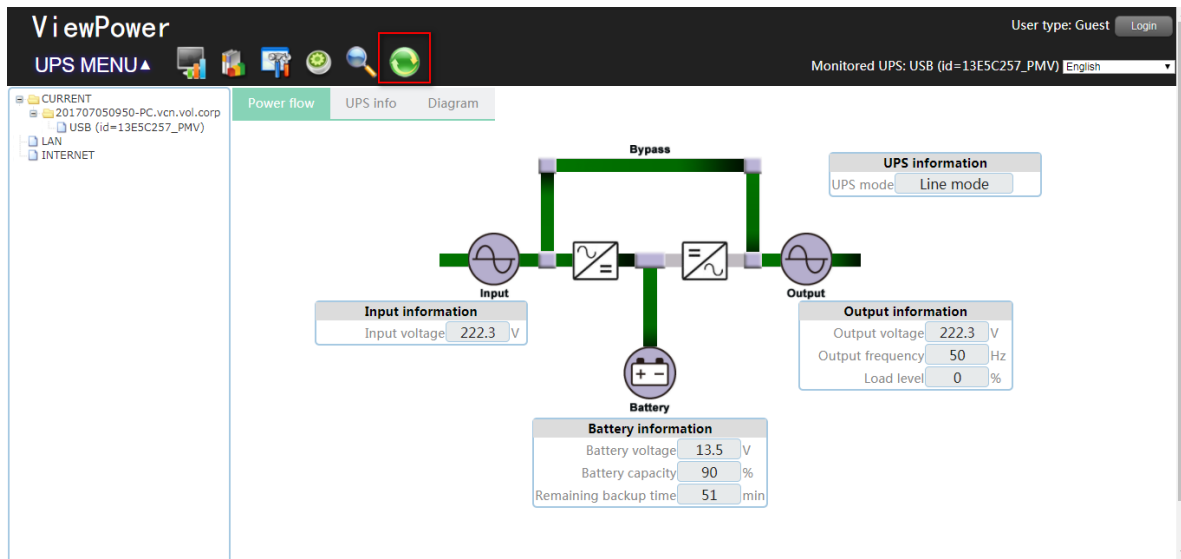 ViewPower
User type: Guest Login
UPS MENU▲
Monitored UPS: USB (id=13E5C257_PMV) English
CURRENT
201707050950-PC.vcn.vol.corp
USB (id=13E5C257_PMV)
LAN
INTERNET
Power flow UPS info Diagram
Bypass
UPS information
UPS mode Line mode
Input
Output
Input information
Input voltage 222.3 V
Output information
Output voltage 222.3 V
Output frequency 50 Hz
Load level 0 %
Battery
Battery information
Battery voltage 13.5 V
Battery capacity 90 %
Remaining backup time 51 min